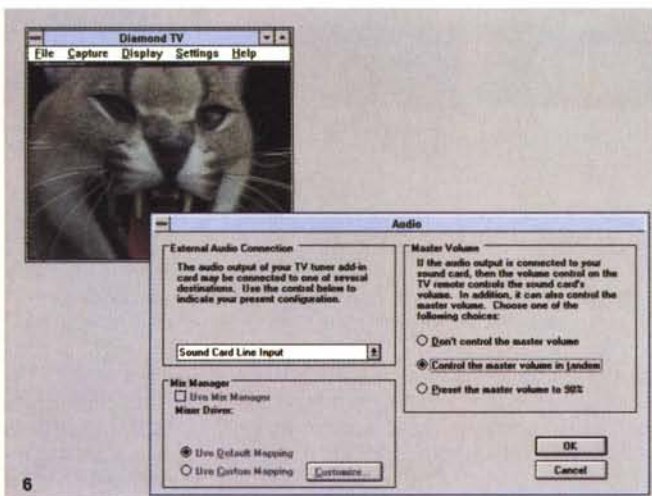 Diamond TV
File Capture Display Settings Help
Audio
External Audio Connection
The audio output of your TV tuner add-in
card may be connected to one of several
destinations. Use the control below to
indicate your present configuration.
Sound Card Line Input
Mix Manager
Use Mix Manager
Mixer Driver:
Use Default Mapping
Use Custom Mapping Customize...
Master Volume
If the audio output is connected to your
sound card, then the volume control on the
TV remote controls the sound card's
volume. In addition, it can also control the
master volume. Choose one of the
following choices:
Don't control the master volume
Control the master volume in tandem
Preset the master volume to 90%
OK
Cancel
6